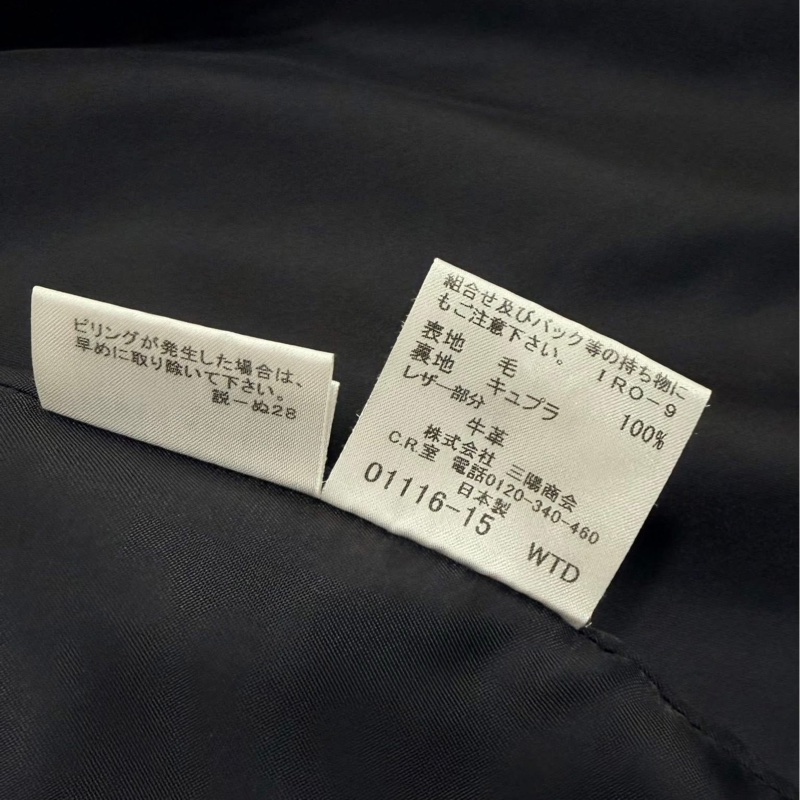 ピリングが発生した場合は、
早めに取り除いて下さい。
説ーぬ28
組合せ及びバック等の持ち物に
もご注意下さい。 IRO-9
表地 毛 100%
裏地 キュプラ
レザー部分
牛革
株式会社 三陽商会
C.R.室 電話0120-340-460
日本製
01116-15 WTD